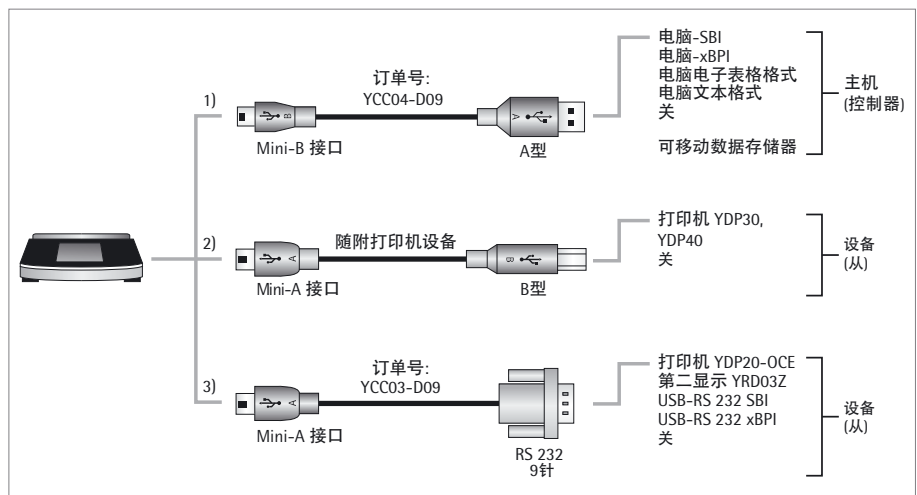 1)
订单号:
YCC04-D09
Mini-B 接口
B
A
A型
电脑-SBI
电脑-xBPI
电脑电子表格格式
电脑文本格式
关
可移动数据存储器
主机
(控制器)
2)
随附打印机设备
Mini-A 接口
A
B
B型
打印机 YDP30,
YDP40
关
设备
(从)
3)
订单号:
YCC03-D09
Mini-A 接口
A
RS 232
9针
打印机 YDP20-OCE
第二显示 YRD03Z
USB-RS 232 SBI
USB-RS 232 xBPI
关
设备
(从)